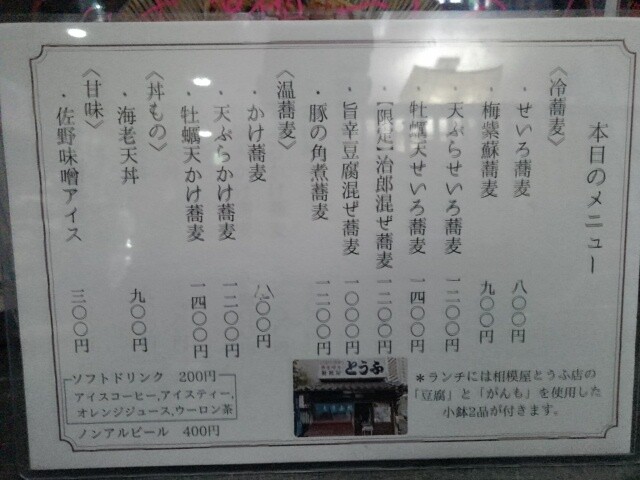 本日のメニュー
〈冷蕎麦〉
・せいろ蕎麦 八〇〇円
・梅紫蘇蕎麦 九〇〇円
・天ぷらせいろ蕎麦 一二〇〇円
・牡蠣天せいろ蕎麦 一四〇〇円
・【限定】治郎混ぜ蕎麦 一二〇〇円
・旨辛豆腐混ぜ蕎麦 一〇〇〇円
・豚の角煮蕎麦 一二〇〇円
〈温蕎麦〉
・かけ蕎麦 八〇〇円
・天ぷらかけ蕎麦 一二〇〇円
・牡蠣天かけ蕎麦 一四〇〇円
〈丼もの〉
・海老天丼 九〇〇円
〈甘味〉
・佐野味噌アイス 三〇〇円
ソフトドリンク 200円
アイスコーヒー,アイスティー,
オレンジジュース,ウーロン茶
ノンアルビール 400円
とうふ
*ランチには相模屋とうふ店の
「豆腐」と「がんも」を使用した
小鉢2品が付きます。